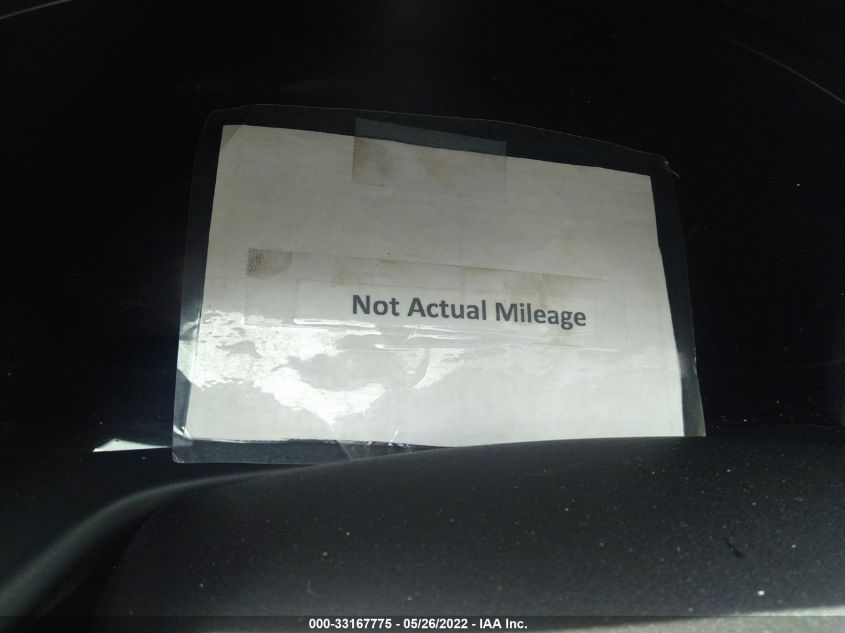 Not Actual Mileage
000-33167775 - 05/26/2022 - IAA Inc.